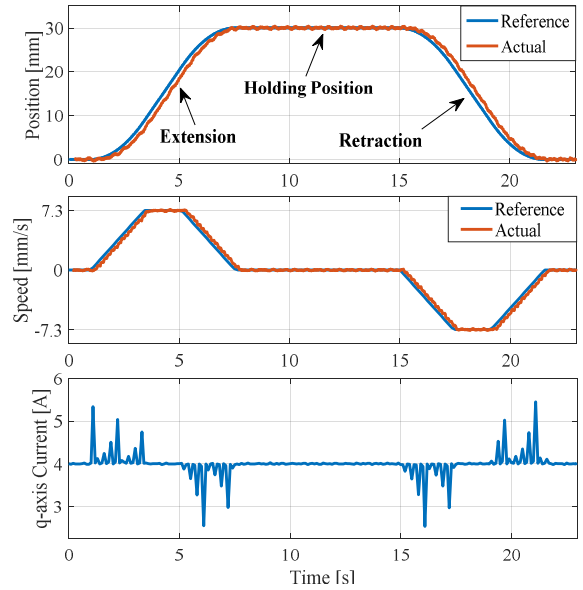 Position [mm]
30
20
10
0
Reference
Actual
Holding Position
Extension
Retraction
0
5
10
15
20
Speed [mm/s]
7.3
0
-7.3
Reference
Actual
0
5
10
15
20
q-axis Current [A]
6
5
4
3
0
5
10
15
20
Time [s]